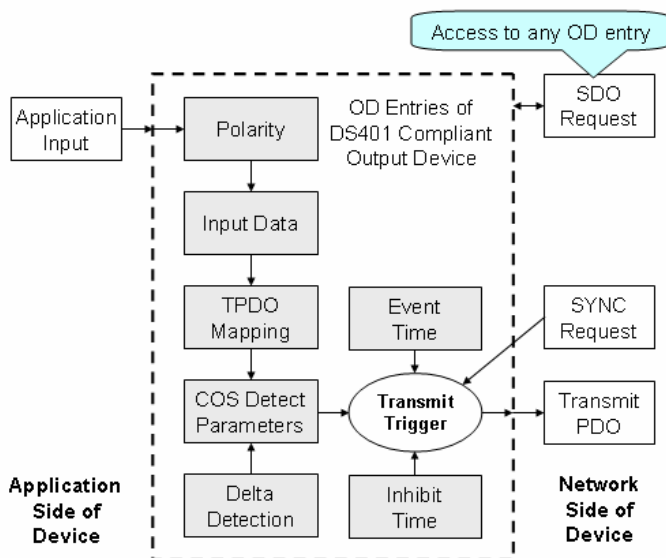 Access to any OD entry
Application
Input
Polarity
OD Entries of
DS401 Compliant
Output Device
SDO
Request
Input Data
TPDO
Mapping
Event
Time
SYNC
Request
COS Detect
Parameters
Transmit
Trigger
Transmit
PDO
Application
Side of
Device
Delta
Detection
Inhibit
Time
Network
Side of
Device